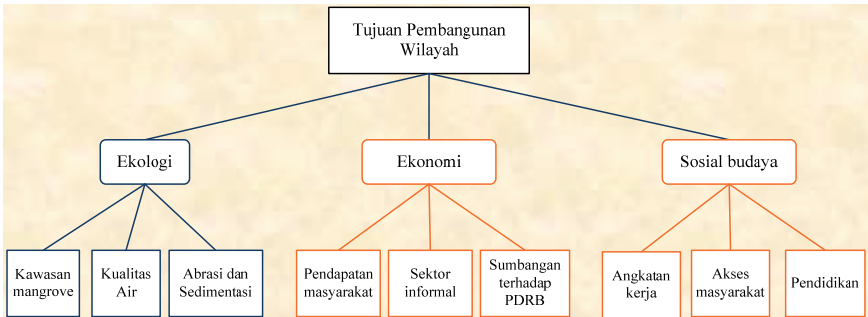 Tujuan Pembangunan
Wilayah
Ekologi
Ekonomi
Sosial budaya
Kawasan
mangrove
Kualitas
Air
Abrasi dan
Sedimentasi
Pendapatan
masyarakat
Sektor
informal
Sumbangan
terhadap
PDRB
Angkatan
kerja
Akses
masyarakat
Pendidikan